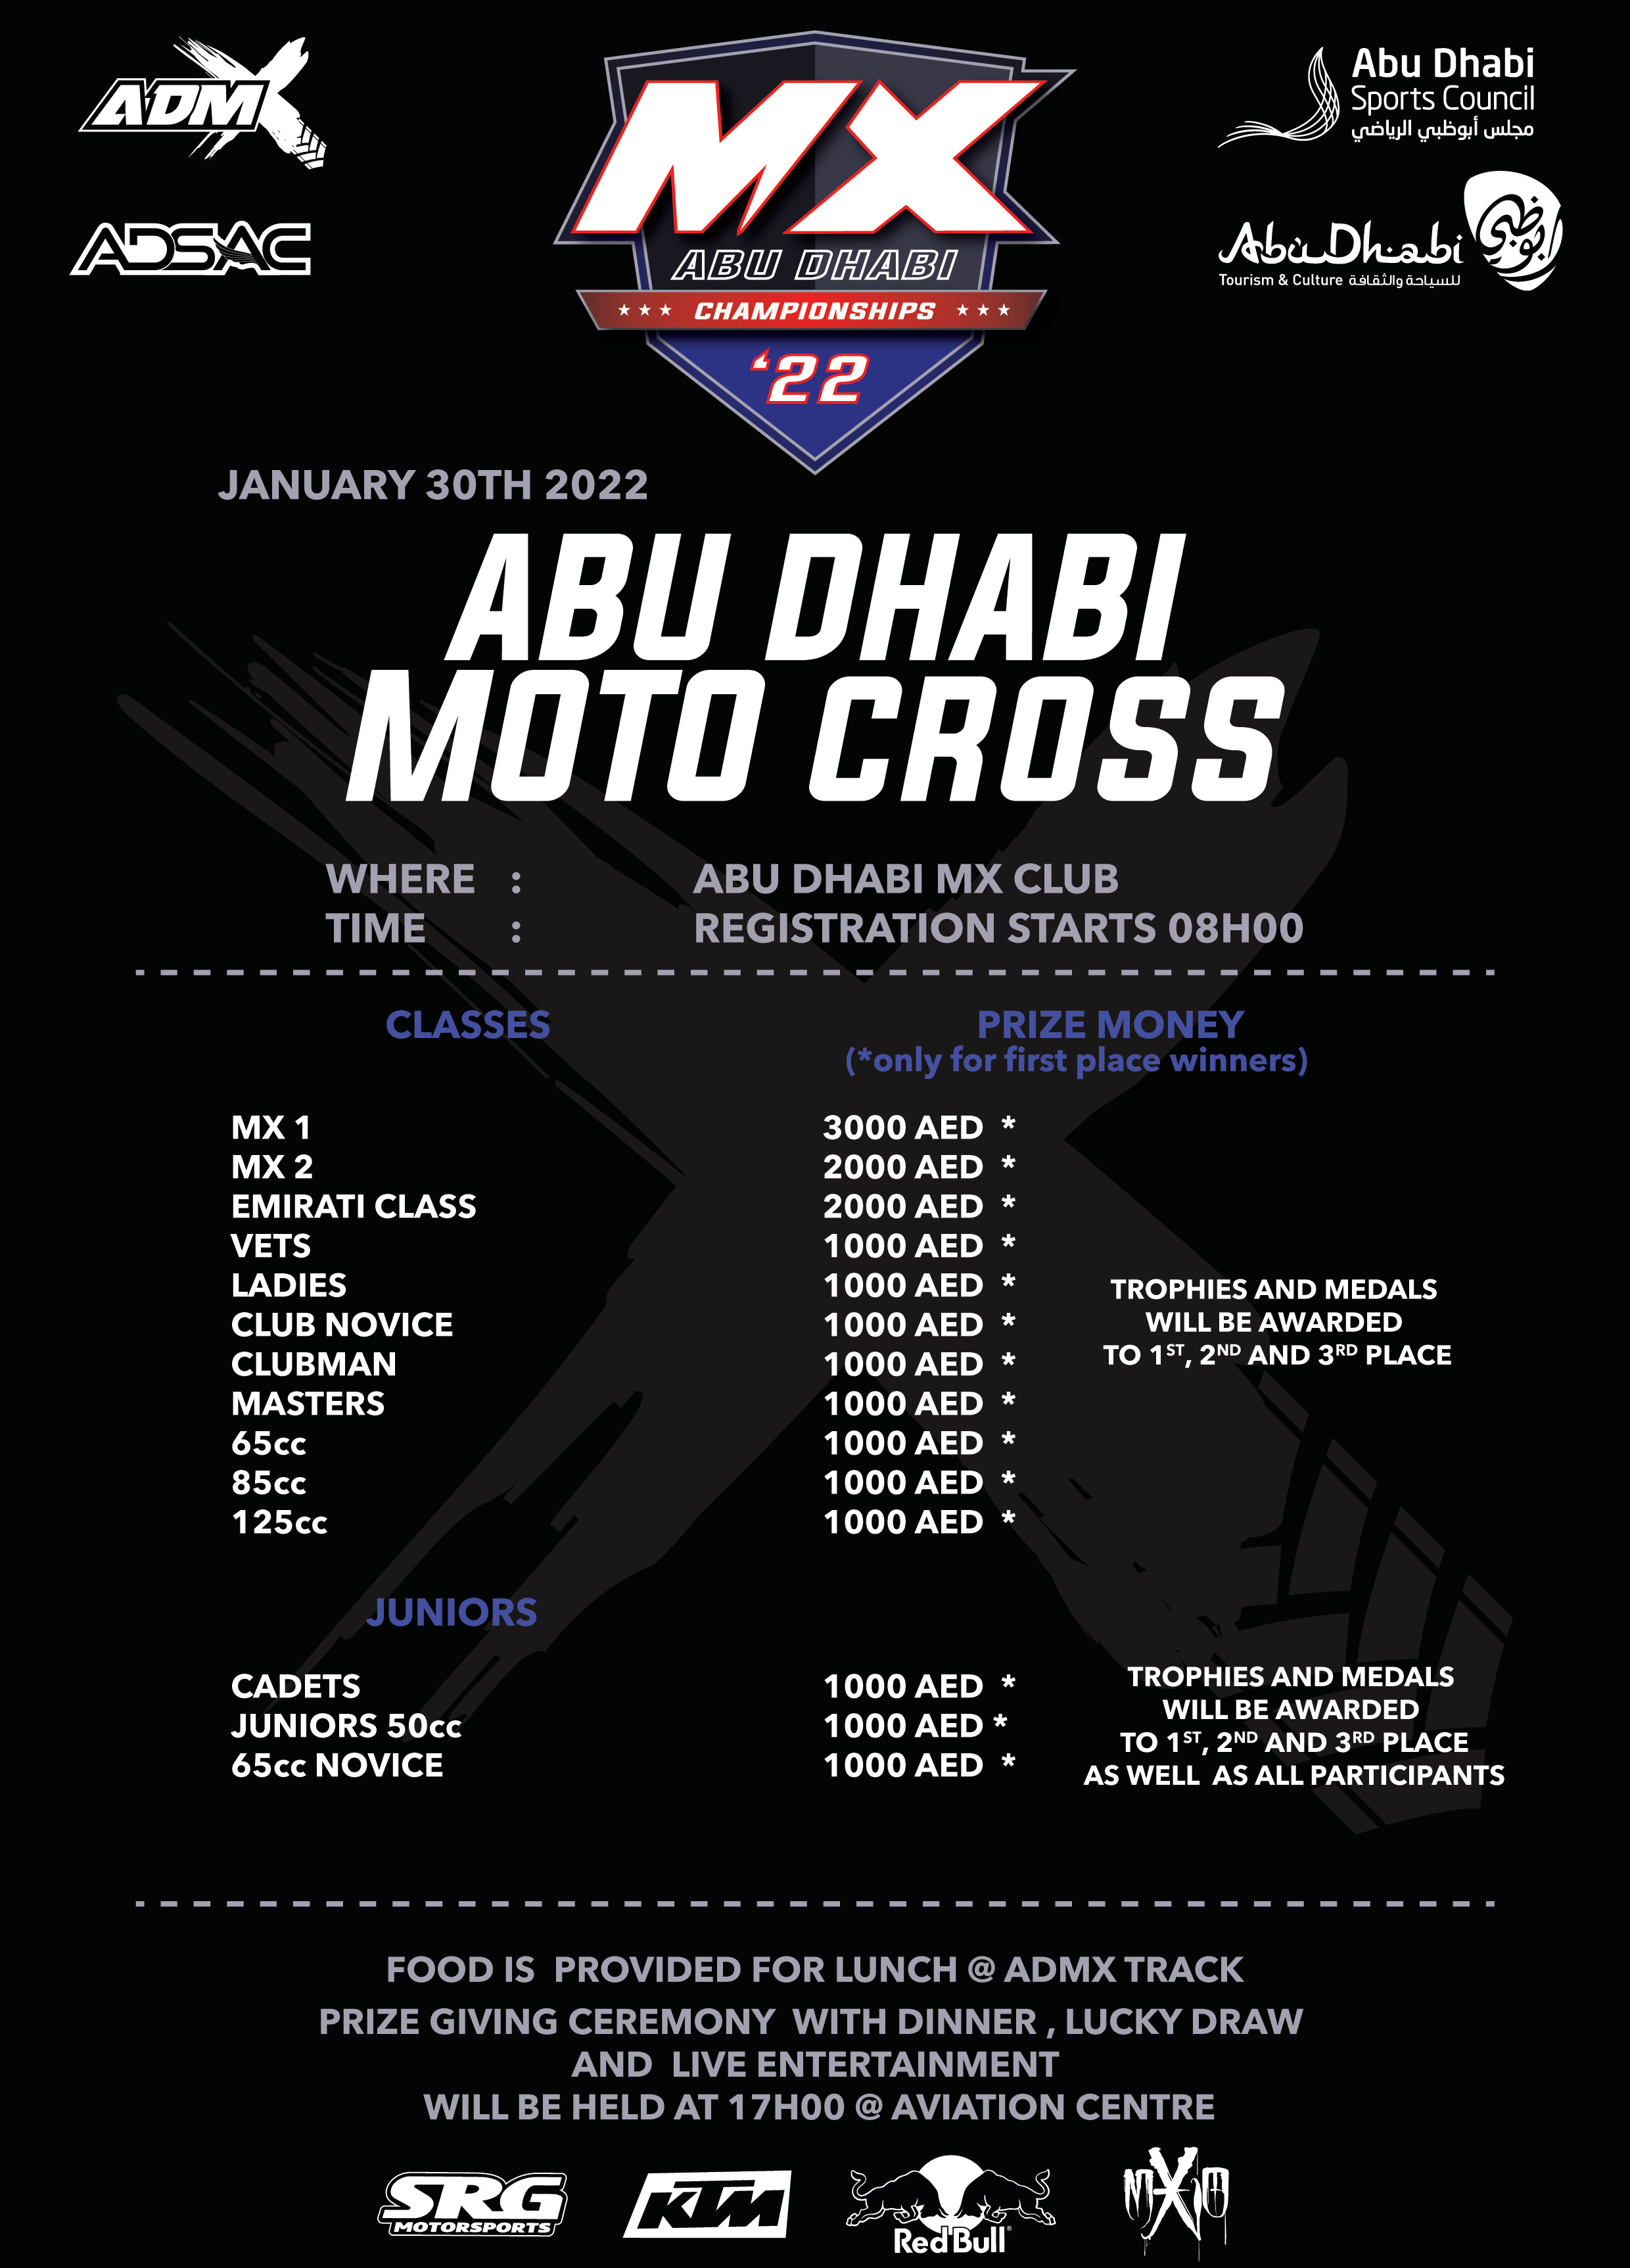 ADMX
ADSAC
MX
ABU DHABI
CHAMPIONSHIPS
'22
Abu Dhabi
Sports Council
مجلس أبوظبي الرياضي
Abu Dhabi
Tourism & Culture للسياحة والثقافة
أبوظبي
JANUARY 30TH 2022
ABU DHABI
MOTO CROSS
WHERE : ABU DHABI MX CLUB
TIME : REGISTRATION STARTS 08H00
CLASSES PRIZE MONEY
(*only for first place winners)
MX 1 3000 AED *
MX 2 2000 AED *
EMIRATI CLASS 2000 AED *
VETS 1000 AED *
LADIES 1000 AED *
CLUB NOVICE 1000 AED *
CLUBMAN 1000 AED *
MASTERS 1000 AED *
65cc 1000 AED *
85cc 1000 AED *
125cc 1000 AED *
TROPHIES AND MEDALS
WILL BE AWARDED
TO 1ST, 2ND AND 3RD PLACE
JUNIORS
CADETS 1000 AED *
JUNIORS 50cc 1000 AED *
65cc NOVICE 1000 AED *
TROPHIES AND MEDALS
WILL BE AWARDED
TO 1ST, 2ND AND 3RD PLACE
AS WELL AS ALL PARTICIPANTS
FOOD IS PROVIDED FOR LUNCH @ ADMX TRACK
PRIZE GIVING CEREMONY WITH DINNER , LUCKY DRAW
AND LIVE ENTERTAINMENT
WILL BE HELD AT 17H00 @ AVIATION CENTRE
SRG
MOTORSPORTS
KTM
Red Bull